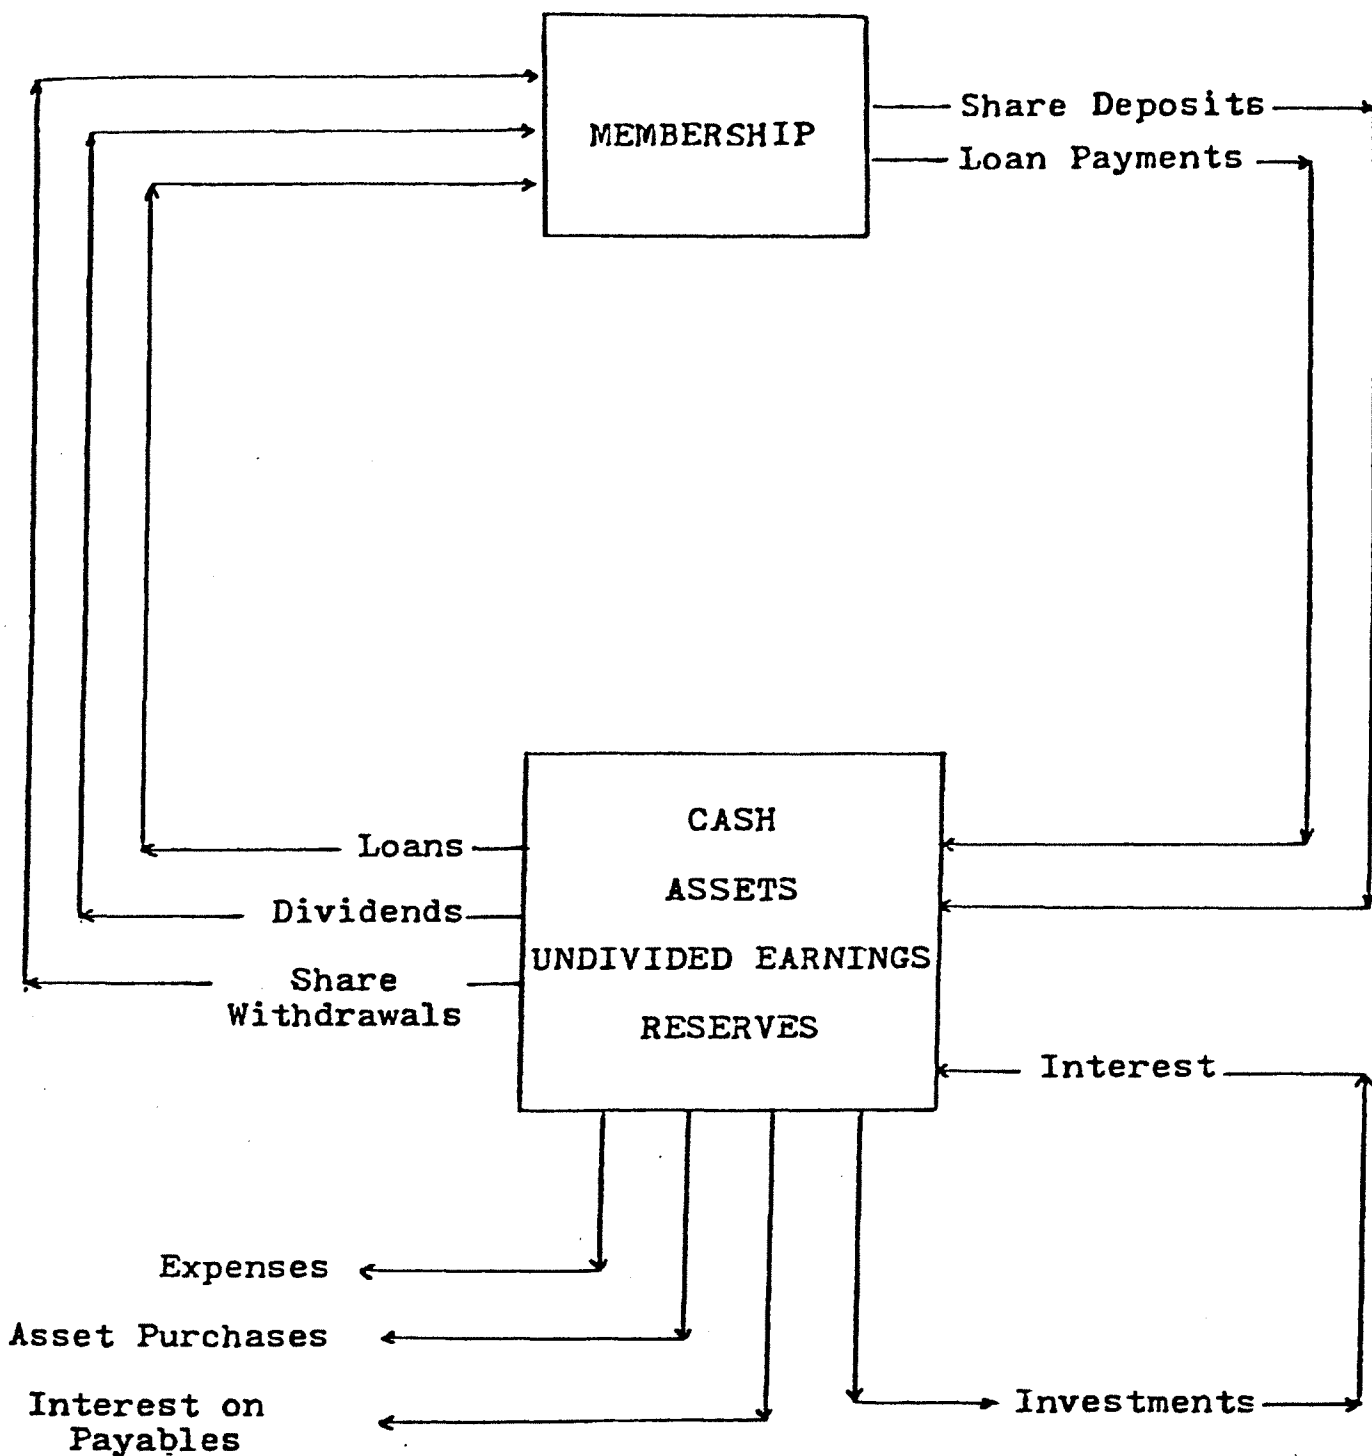 MEMBERSHIP
Share Deposits
Loan Payments
CASH
ASSETS
UNDIVIDED EARNINGS
RESERVES
Loans
Dividends
Share
Withdrawals
Interest
Expenses
Asset Purchases
Interest on
Payables
Investments